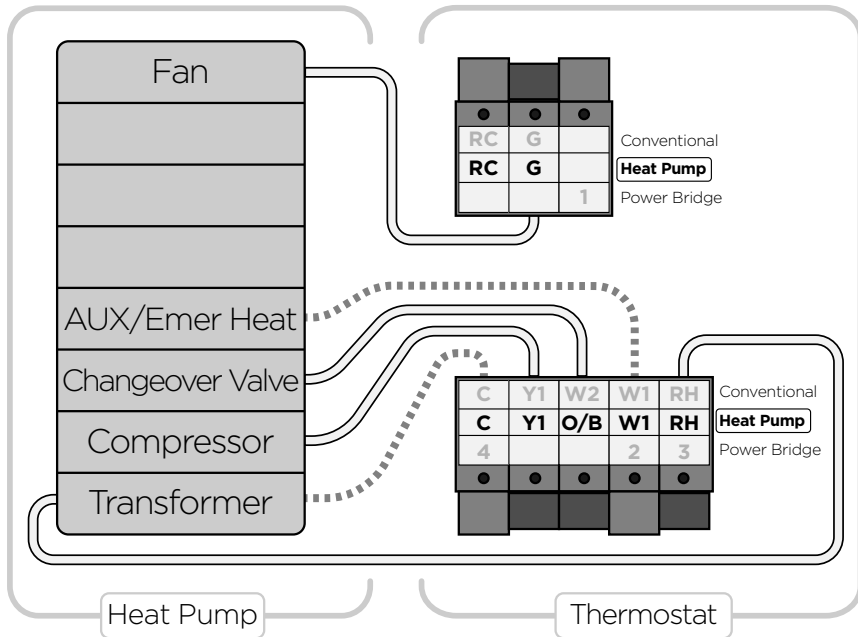 Fan
AUX/Emer Heat
Changeover Valve
Compressor
Transformer
Heat Pump
RC G Conventional
RC G Heat Pump
1 Power Bridge
C Y1 W2 W1 RH Conventional
C Y1 O/B W1 RH Heat Pump
4 2 3 Power Bridge
Thermostat